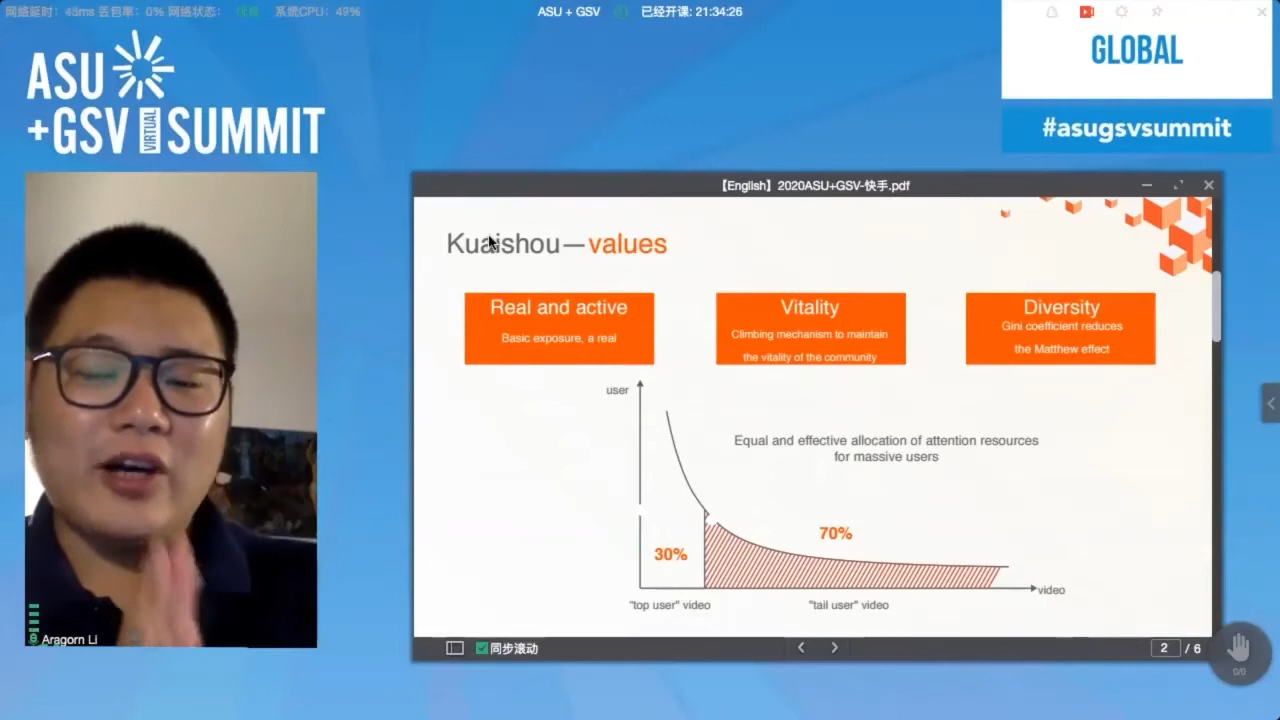 网络延时：48ms 丢包率：0% 网络状态：优秀 系统CPU：49%
ASU + GSV
已经开课: 21:34:26
ASU
+GSV VIRTUAL SUMMIT
GLOBAL
#asugsvsummit
【English】2020ASU+GSV-快手.pdf
Kuaishou—values
Real and active
Basic exposure, a real
Vitality
Climbing mechanism to maintain
the vitality of the community
Diversity
Gini coefficient reduces
the Matthew effect
user
Equal and effective allocation of attention resources
for massive users
30%
70%
video
"top user" video
"tail user" video
Aragorn Li
同步滚动
2 / 6
0/0